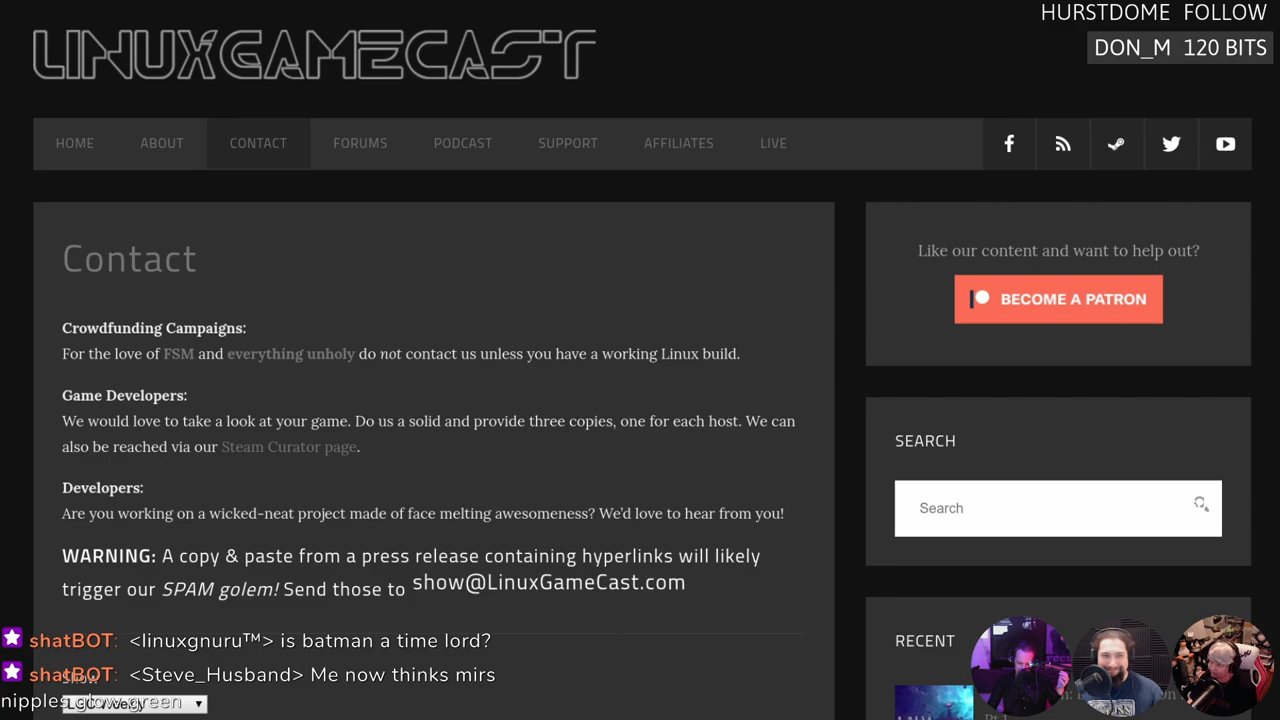 HURSTDOME FOLLOW
DON_M 120 BITS
LINUXGAMECAST
HOME ABOUT CONTACT FORUMS PODCAST SUPPORT AFFILIATES LIVE
Contact
Crowdfunding Campaigns:
For the love of FSM and everything unholy do not contact us unless you have a working Linux build.
Game Developers:
We would love to take a look at your game. Do us a solid and provide three copies, one for each host. We can
also be reached via our Steam Curator page.
Developers:
Are you working on a wicked-neat project made of face melting awesomeness? We'd love to hear from you!
WARNING: A copy & paste from a press release containing hyperlinks will likely
trigger our SPAM golem! Send those to show@LinuxGameCast.com
Like our content and want to help out?
BECOME A PATRON
SEARCH
Search
RECENT
shatBOT: <linuxgnuru™> is batman a time lord?
shatBOT: <Steve_Husband> Me now thinks mirs
nipples glow green